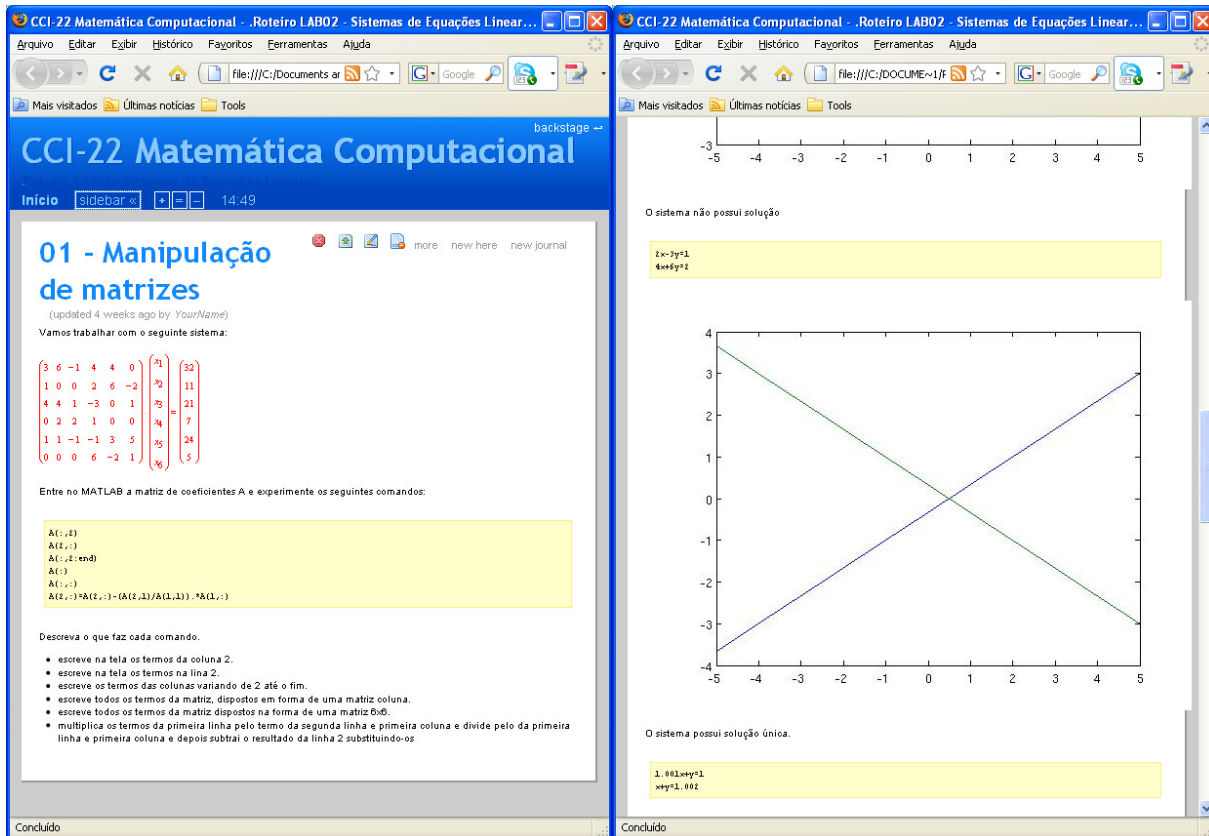 CCI-22 Matemática Computacional - .Roteiro LAB02 - Sistemas de Equações Linear...
Arquivo Editar Exibir Histórico Favoritos Ferramentas Ajuda
file:///C:/Documents ar
Google
Mais visitados Últimas notícias Tools
backstage
CCI-22 Matemática Computacional
.Roteiro LAB02 - Sistemas de Equações Lineares
Início sidebar « + = - 14:49
01 - Manipulação
de matrizes
more new here new journal
(updated 4 weeks ago by YourName)
Vamos trabalhar com o seguinte sistema:
3 6 -1 4 4 0 x1 32
1 0 0 2 6 -2 x2 11
4 4 1 -3 0 1 x3 21
0 2 2 1 0 0 x4 = 7
1 1 -1 -1 3 5 x5 24
0 0 0 6 -2 1 x6 5
Entre no MATLAB a matriz de coeficientes A e experimente os seguintes comandos:
A(:,2)
A(2,:)
A(:,2:end)
A(:)
A(:,:)
A(2,:)=A(2,:)-(A(2,1)/A(1,1)).*A(1,:)
Descreva o que faz cada comando.
escreve na tela os termos da coluna 2.
escreve na tela os termos na lina 2.
escreve os termos das colunas variando de 2 até o fim.
escreve todos os termos da matriz, dispostos em forma de uma matriz coluna.
escreve todos os termos da matriz dispostos na forma de uma matriz 6x6.
multiplica os termos da primeira linha pelo termo da segunda linha e primeira coluna e divide pelo da primeira
linha e primeira coluna e depois subtrai o resultado da linha 2 substituindo-os
Concluído
CCI-22 Matemática Computacional - .Roteiro LAB02 - Sistemas de Equações Linear...
Arquivo Editar Exibir Histórico Favoritos Ferramentas Ajuda
file:///C:/DOCUME~1/F
Google
Mais visitados Últimas notícias Tools
-3
-5 -4 -3 -2 -1 0 1 2 3 4 5
O sistema não possui solução
2x-3y=1
4x+6y=2
4
3
2
1
0
-1
-2
-3
-4
-5 -4 -3 -2 -1 0 1 2 3 4 5
O sistema possui solução única.
1.001x+y=1
x+y=1.002
Concluído